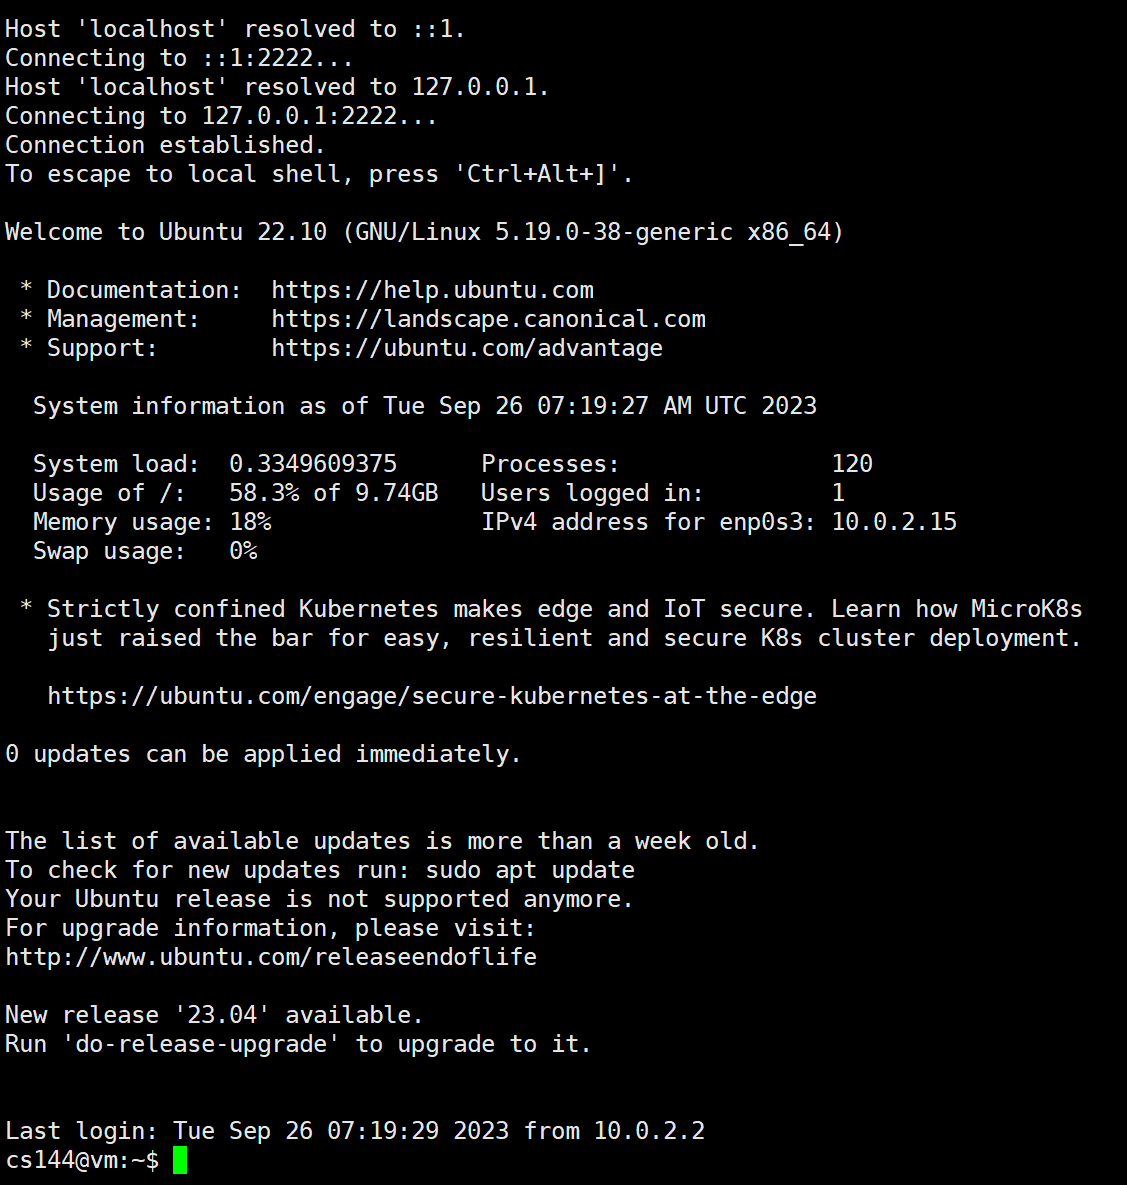 Host 'localhost' resolved to ::1.
Connecting to ::1:2222...
Host 'localhost' resolved to 127.0.0.1.
Connecting to 127.0.0.1:2222...
Connection established.
To escape to local shell, press 'Ctrl+Alt+]'.
Welcome to Ubuntu 22.10 (GNU/Linux 5.19.0-38-generic x86_64)
* Documentation:  https://help.ubuntu.com
* Management:     https://landscape.canonical.com
* Support:        https://ubuntu.com/advantage
System information as of Tue Sep 26 07:19:27 AM UTC 2023
System load:  0.3349609375      Processes:               120
Usage of /:   58.3% of 9.74GB   Users logged in:         1
Memory usage: 18%               IPv4 address for enp0s3: 10.0.2.15
Swap usage:   0%
* Strictly confined Kubernetes makes edge and IoT secure. Learn how MicroK8s
just raised the bar for easy, resilient and secure K8s cluster deployment.
https://ubuntu.com/engage/secure-kubernetes-at-the-edge
0 updates can be applied immediately.
The list of available updates is more than a week old.
To check for new updates run: sudo apt update
Your Ubuntu release is not supported anymore.
For upgrade information, please visit:
http://www.ubuntu.com/releaseendoflife
New release '23.04' available.
Run 'do-release-upgrade' to upgrade to it.
Last login: Tue Sep 26 07:19:29 2023 from 10.0.2.2
cs144@vm:~$